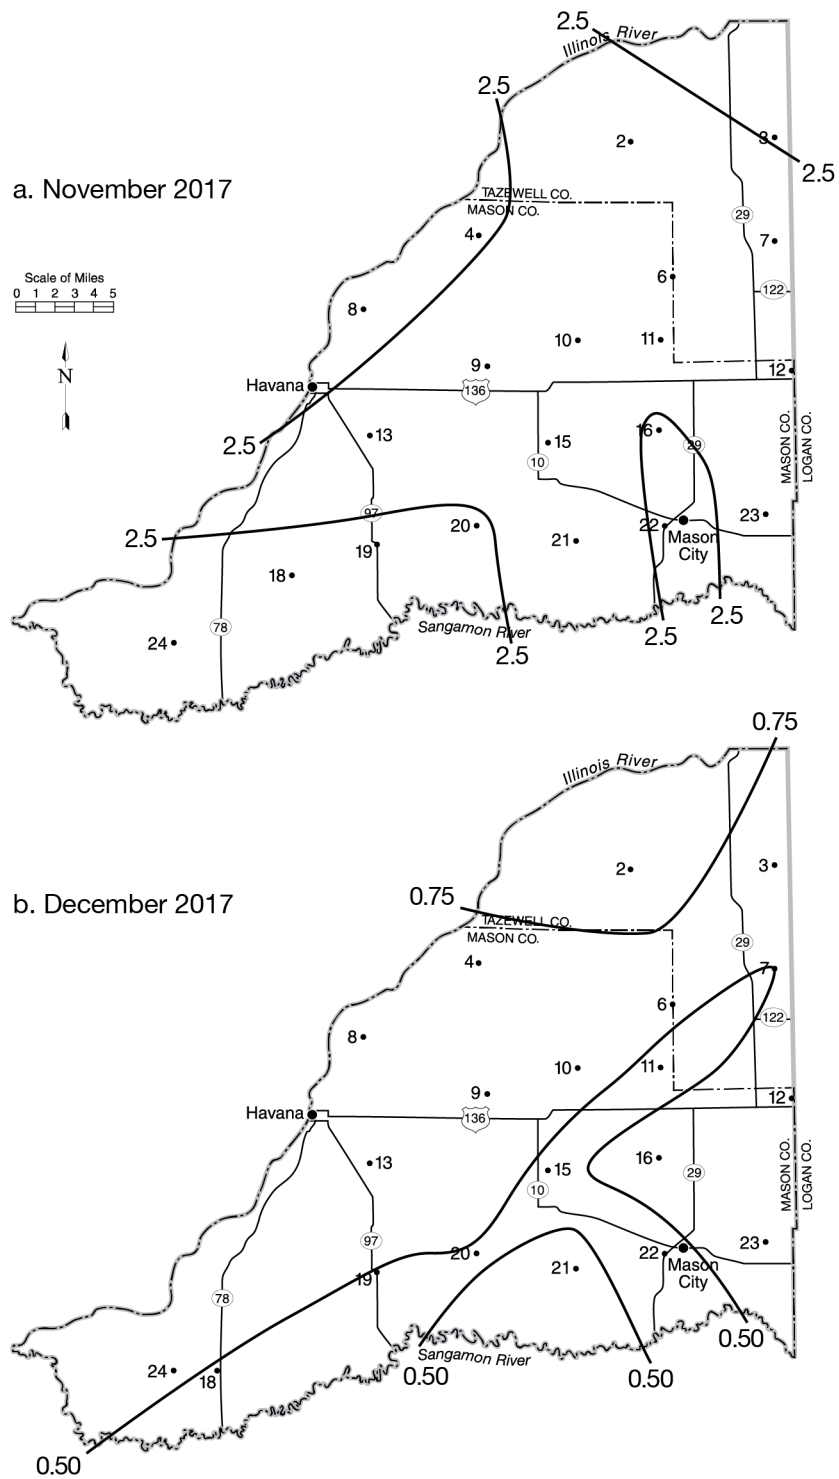 2.5
Illinois River
2.5
2
3
2.5
a. November 2017
TAZEWELL CO.
MASON CO.
29
4
7
Scale of Miles
0 1 2 3 4 5
6
122
8
N
10
11
9
12
Havana
136
MASON CO.
LOGAN CO.
13
16
29
2.5
15
10
97
20
22
23
2.5
19
21
Mason
City
18
78
Sangamon River
24
2.5
2.5
2.5
0.75
Illinois River
2
3
0.75
b. December 2017
TAZEWELL CO.
MASON CO.
29
4
7
6
122
8
10
11
9
12
Havana
136
MASON CO.
LOGAN CO.
13
15
16
29
10
97
20
22
23
19
21
Mason
City
78
0.50
Sangamon River
24
18
0.50
0.50
0.50